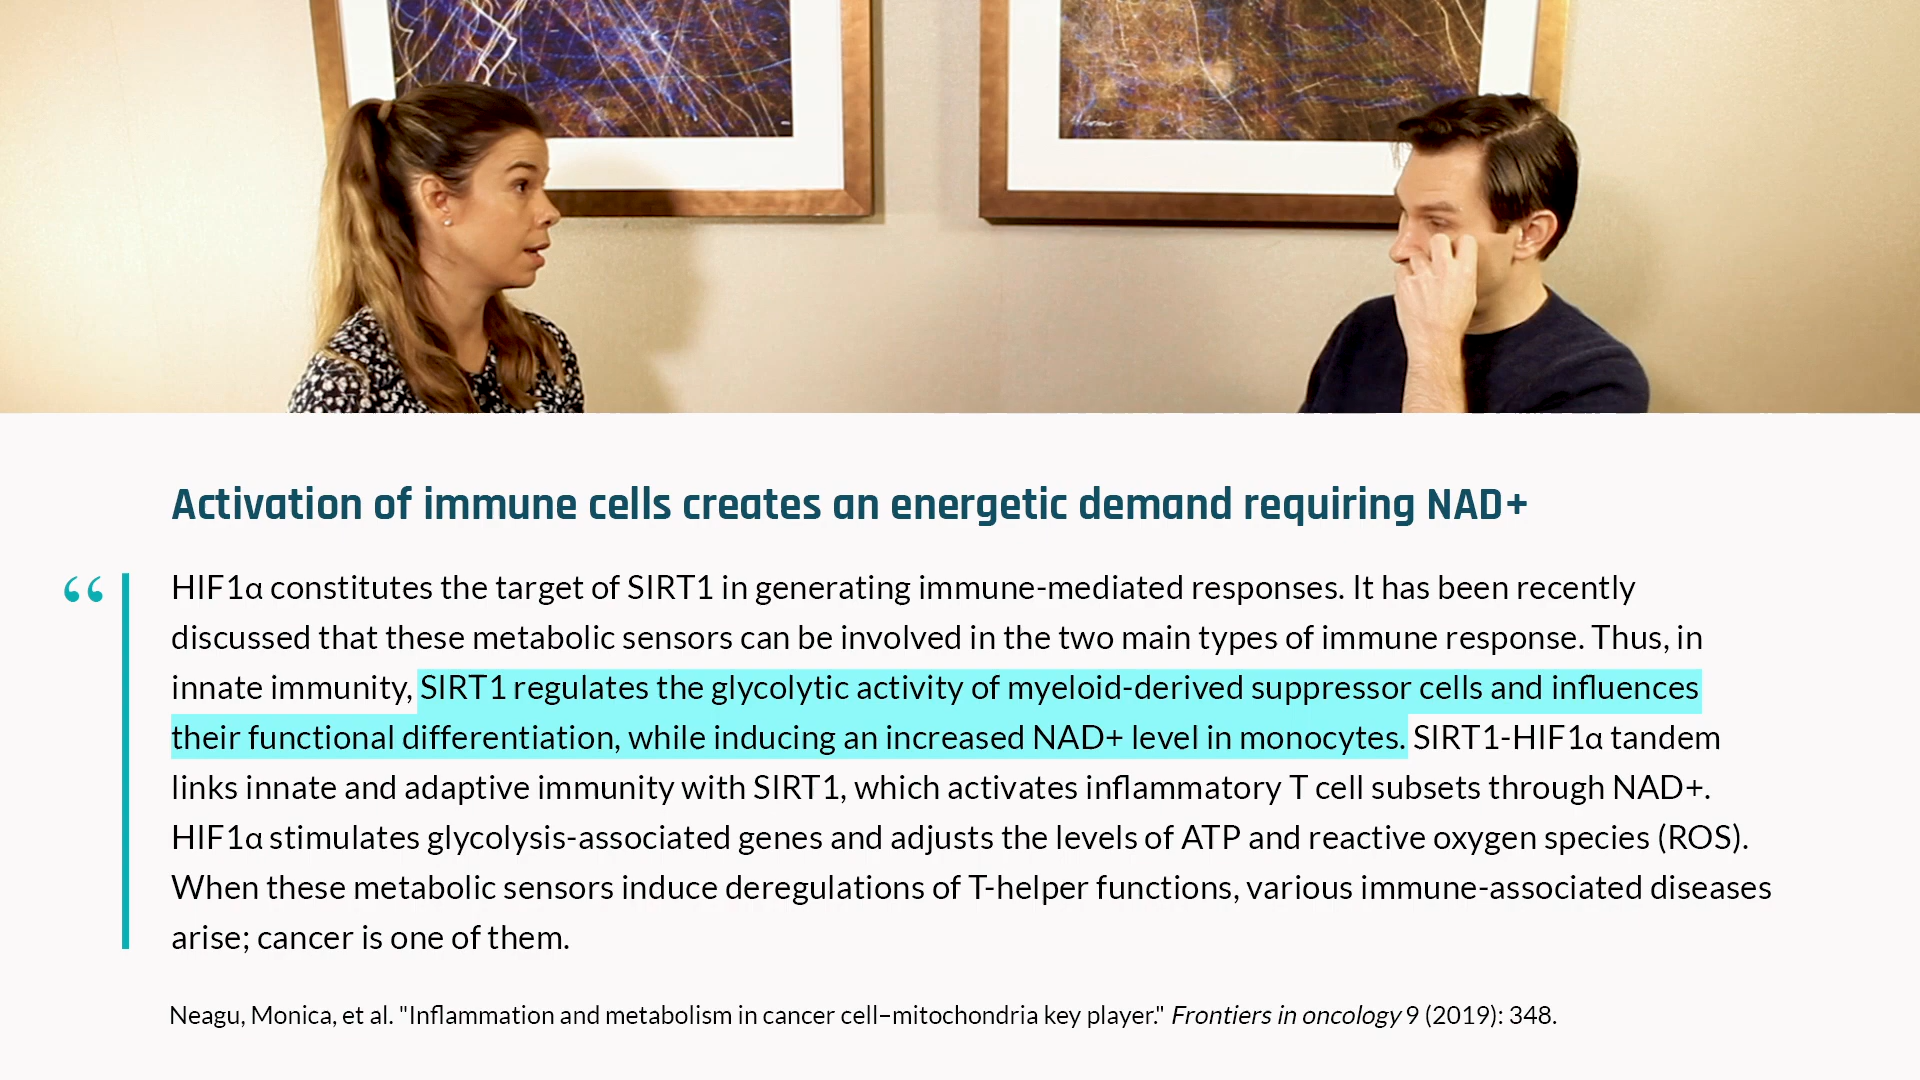 Activation of immune cells creates an energetic demand requiring NAD+
“
HIF1α constitutes the target of SIRT1 in generating immune-mediated responses. It has been recently
discussed that these metabolic sensors can be involved in the two main types of immune response. Thus, in
innate immunity, SIRT1 regulates the glycolytic activity of myeloid-derived suppressor cells and influences
their functional differentiation, while inducing an increased NAD+ level in monocytes. SIRT1-HIF1α tandem
links innate and adaptive immunity with SIRT1, which activates inflammatory T cell subsets through NAD+.
HIF1α stimulates glycolysis-associated genes and adjusts the levels of ATP and reactive oxygen species (ROS).
When these metabolic sensors induce deregulations of T-helper functions, various immune-associated diseases
arise; cancer is one of them.
Neagu, Monica, et al. "Inflammation and metabolism in cancer cell–mitochondria key player." Frontiers in oncology 9 (2019): 348.